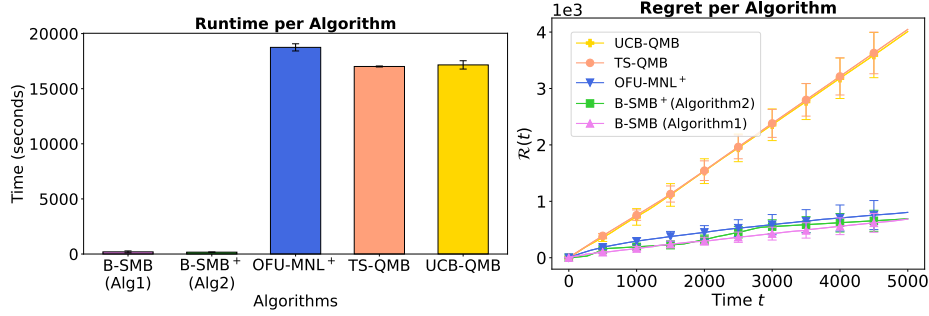 Runtime per Algorithm
Time (seconds)
20000
15000
10000
5000
0
B-SMB
(Alg1)
B-SMB⁺
(Alg2)
OFU-MNL⁺
TS-QMB
UCB-QMB
Algorithms
Regret per Algorithm
1e3
R(t)
4
3
2
1
0
UCB-QMB
TS-QMB
OFU-MNL⁺
B-SMB⁺ (Algorithm2)
B-SMB (Algorithm1)
0 1000 2000 3000 4000 5000
Time t